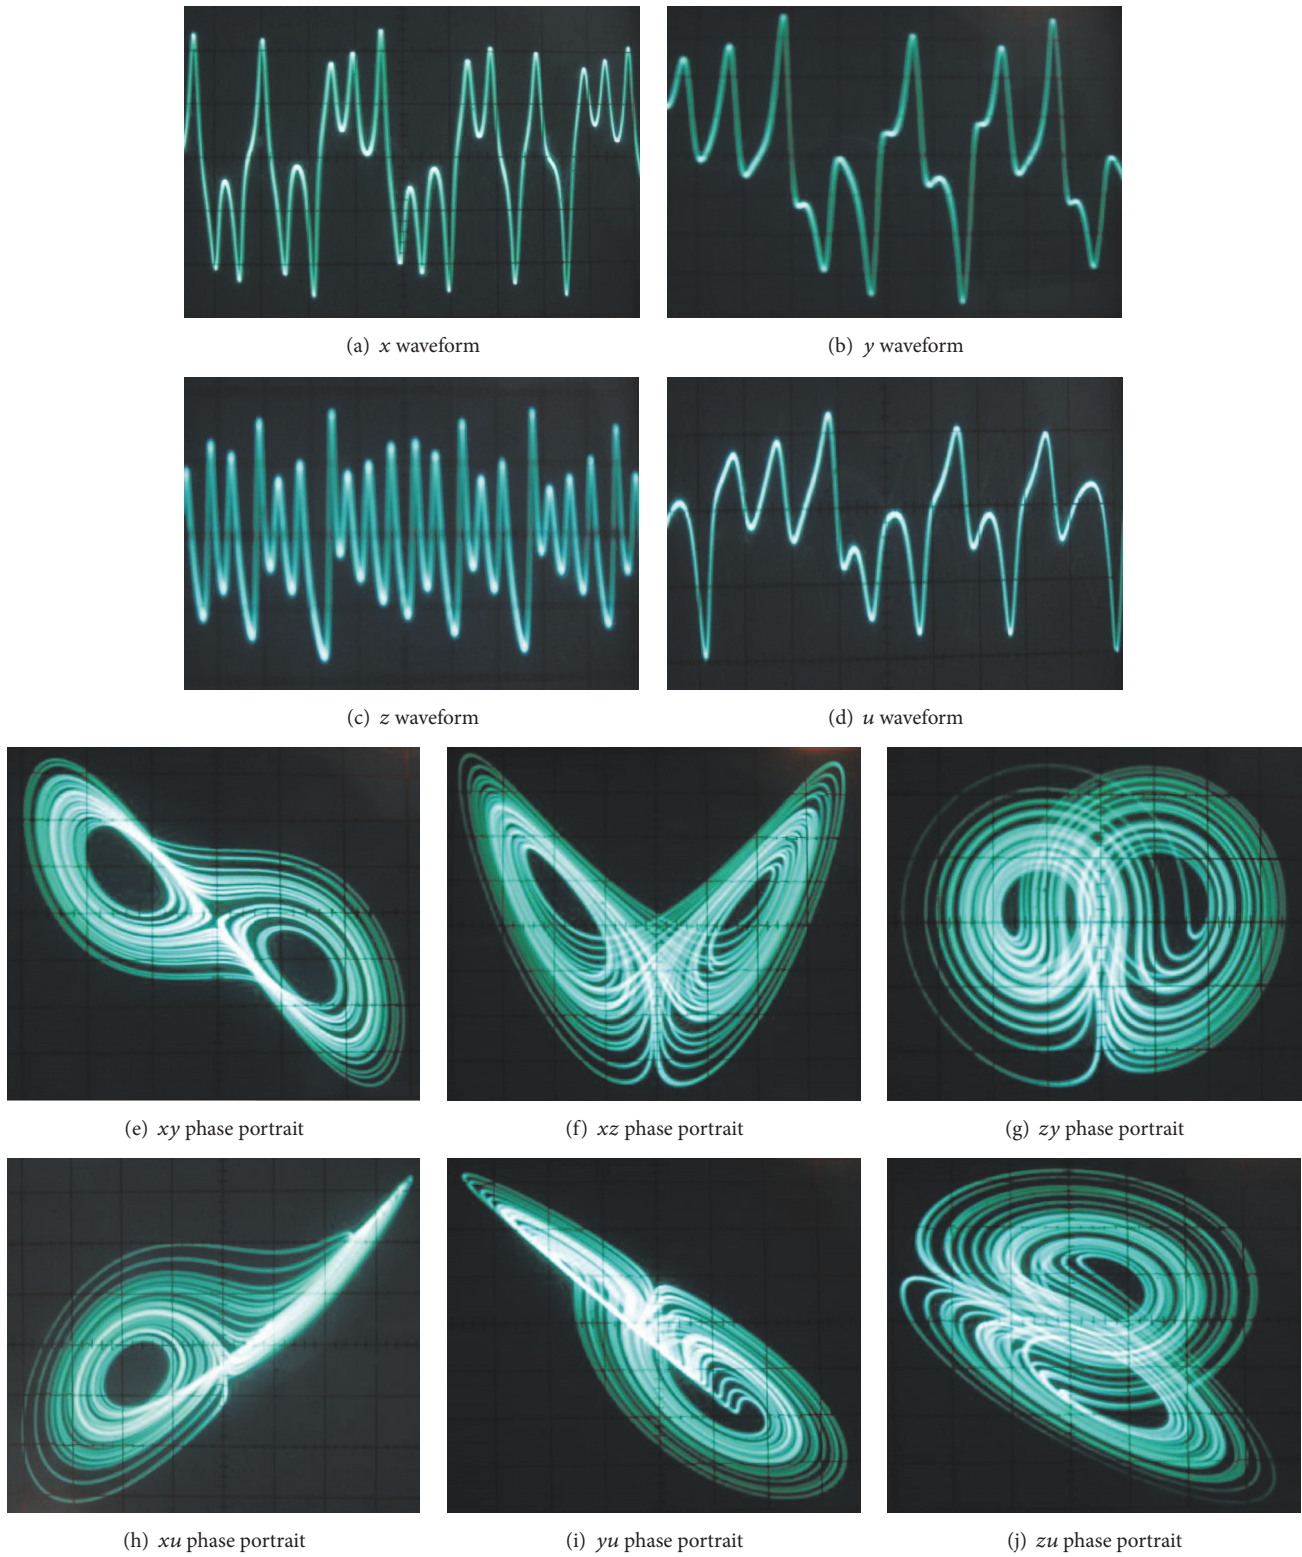 (a) x waveform
(b) y waveform
(c) z waveform
(d) u waveform
(e) xy phase portrait
(f) xz phase portrait
(g) zy phase portrait
(h) xu phase portrait
(i) yu phase portrait
(j) zu phase portrait